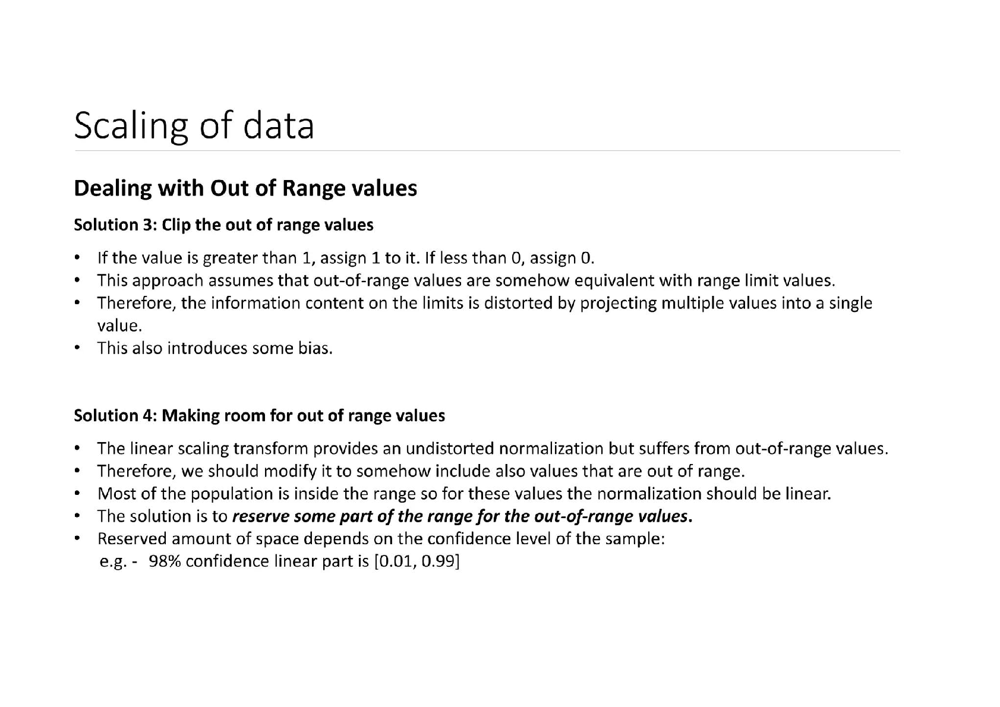 Scaling of data
Dealing with Out of Range values
Solution 3: Clip the out of range values
• If the value is greater than 1, assign 1 to it. If less than 0, assign 0.
• This approach assumes that out-of-range values are somehow equivalent with range limit values.
• Therefore, the information content on the limits is distorted by projecting multiple values into a single
value.
• This also introduces some bias.
Solution 4: Making room for out of range values
• The linear scaling transform provides an undistorted normalization but suffers from out-of-range values.
• Therefore, we should modify it to somehow include also values that are out of range.
• Most of the population is inside the range so for these values the normalization should be linear.
• The solution is to reserve some part of the range for the out-of-range values.
• Reserved amount of space depends on the confidence level of the sample:
e.g. - 98% confidence linear part is [0.01, 0.99]